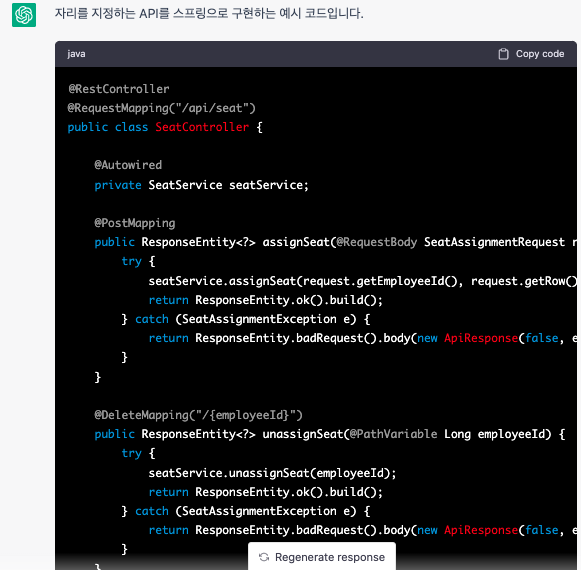 자리를 지정하는 API를 스프링으로 구현하는 예시 코드입니다.
java
Copy code
@RestController
@RequestMapping("/api/seat")
public class SeatController {
@Autowired
private SeatService seatService;
@PostMapping
public ResponseEntity<?> assignSeat(@RequestBody SeatAssignmentRequest r
try {
seatService.assignSeat(request.getEmployeeId(), request.getRow()
return ResponseEntity.ok().build();
} catch (SeatAssignmentException e) {
return ResponseEntity.badRequest().body(new ApiResponse(false, e
}
}
@DeleteMapping("/{employeeId}")
public ResponseEntity<?> unassignSeat(@PathVariable Long employeeId) {
try {
seatService.unassignSeat(employeeId);
return ResponseEntity.ok().build();
} catch (SeatAssignmentException e) {
return ResponseEntity.badRequest().body(new ApiResponse(false, e
}
}
Regenerate response